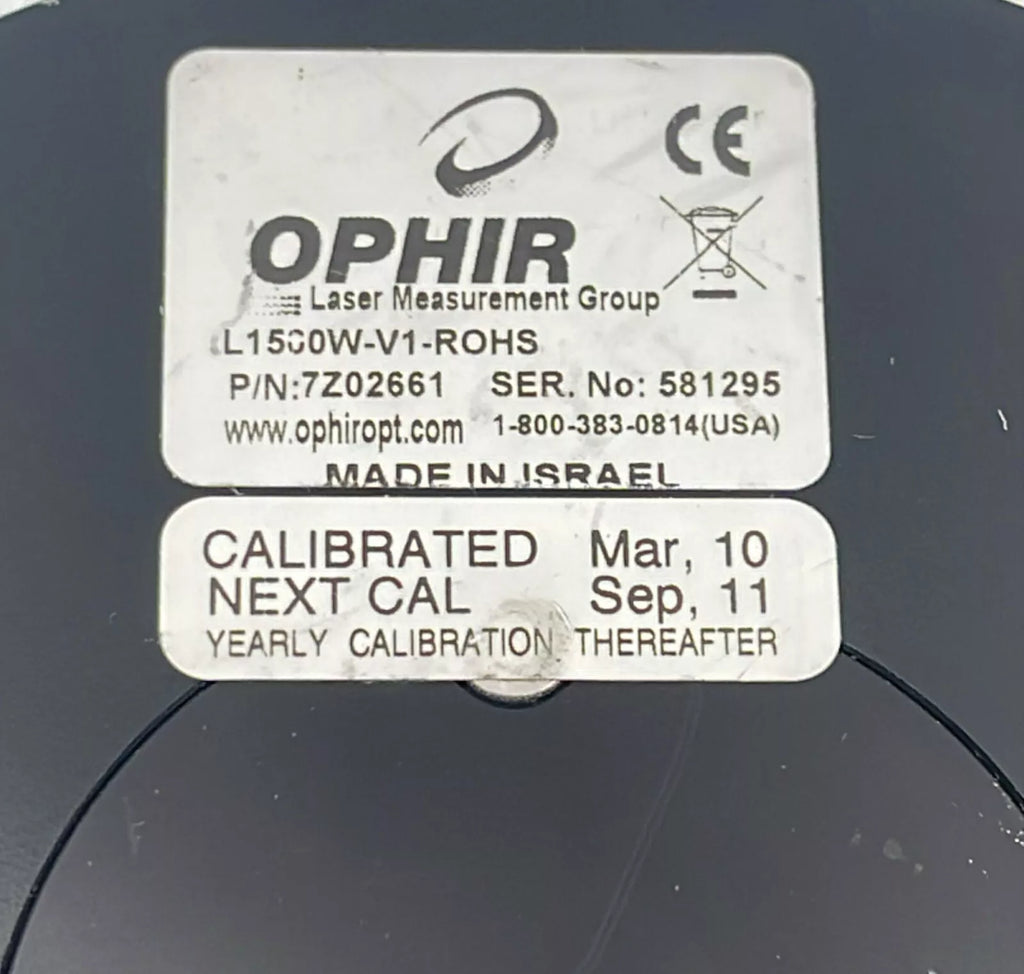 CE
OPHIR
Laser Measurement Group
L1500W-V1-ROHS
P/N:7Z02661 SER. No: 581295
www.ophiropt.com 1-800-383-0814(USA)
MADE IN ISRAEL
CALIBRATED Mar, 10
NEXT CAL Sep, 11
YEARLY CALIBRATION THEREAFTER